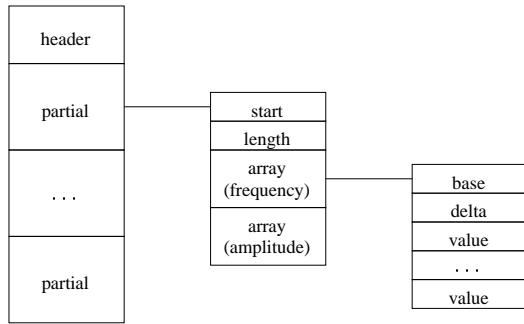 header
partial
. . .
partial
start
length
array
(frequency)
array
(amplitude)
base
delta
value
. . .
value